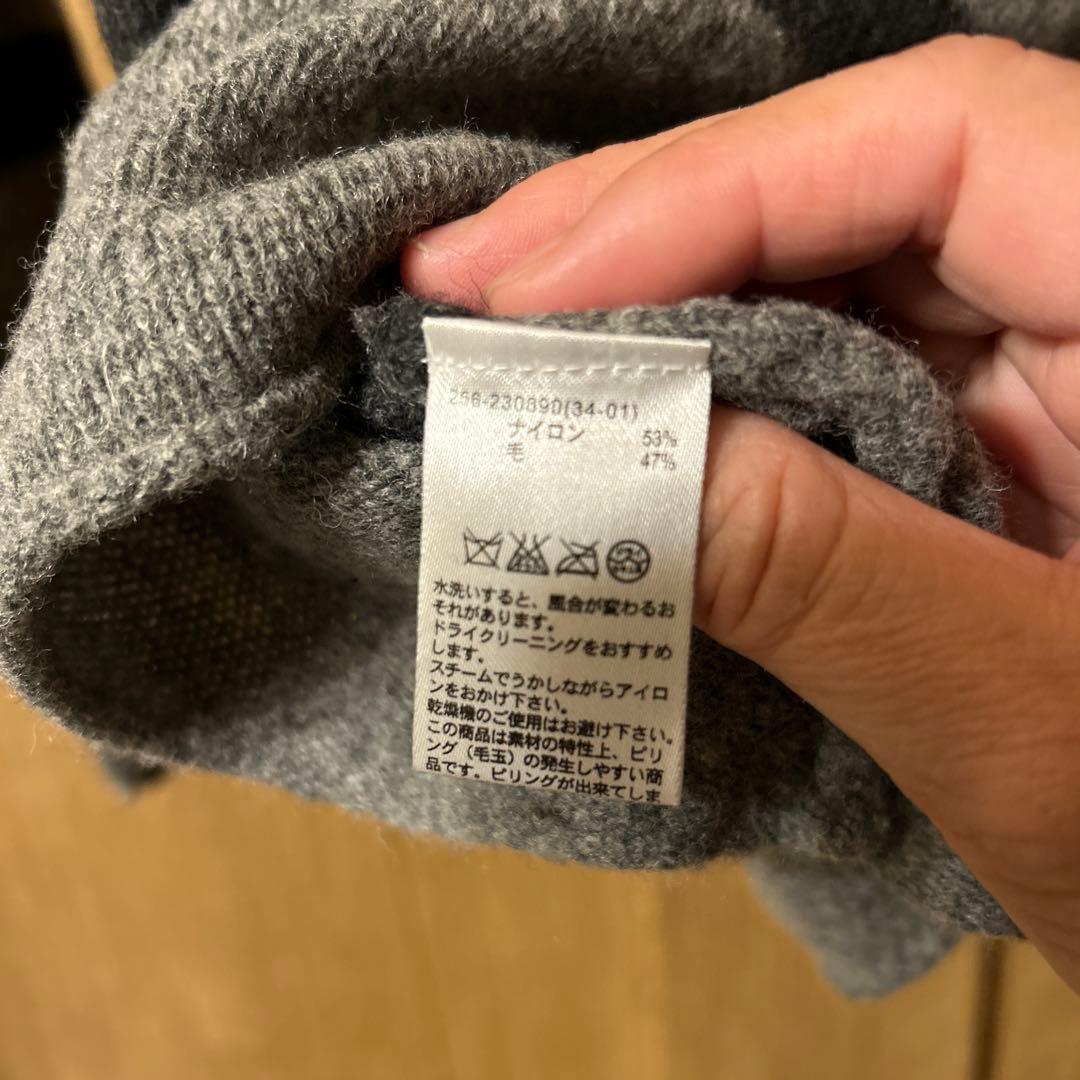 266-230890(34-01)
ナイロン 53%
毛 47%
水洗いすると、風合が変わるお
それがあります。
ドライクリーニングをおすすめ
します。
スチームでうかしながらアイロ
ンをおかけ下さい。
乾燥機のご使用はお避け下さい。
この商品は素材の特性上、ピリ
ング(毛玉)の発生しやすい商
品です。ピリングが出来てしま